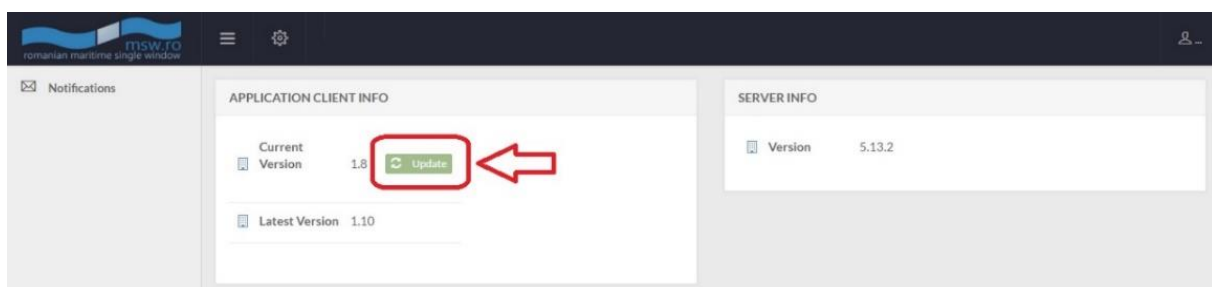 msw.ro
romanian maritime single window
Notifications
APPLICATION CLIENT INFO
Current
Version 1.8 Update
Latest Version 1.10
SERVER INFO
Version 5.13.2